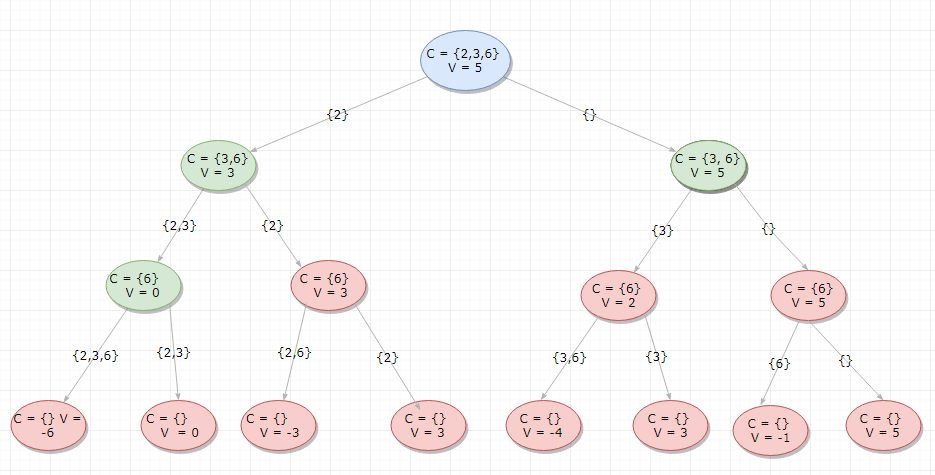 C = {2,3,6}
V = 5
{2}
{}
C = {3,6}
V = 3
C = {3, 6}
V = 5
{2,3}
{2}
{3}
{}
C = {6}
V = 0
C = {6}
V = 3
C = {6}
V = 2
C = {6}
V = 5
{2,3,6}
{2,3}
{2,6}
{2}
{3,6}
{3}
{6}
{}
C = {} V =
-6
C = {}
V = 0
C = {}
V = -3
C = {}
V = 3
C = {}
V = -4
C = {}
V = 3
C = {}
V = -1
C = {}
V = 5